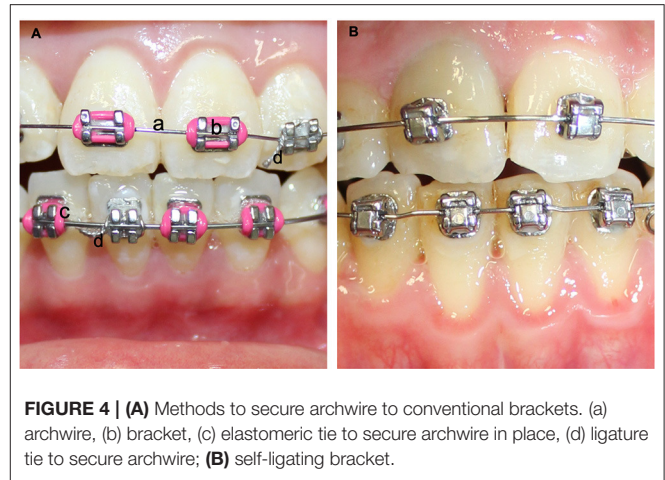 A
B
a
b
d
c
d
FIGURE 4 | (A) Methods to secure archwire to conventional brackets. (a)
archwire, (b) bracket, (c) elastomeric tie to secure archwire in place, (d) ligature
tie to secure archwire; (B) self-ligating bracket.